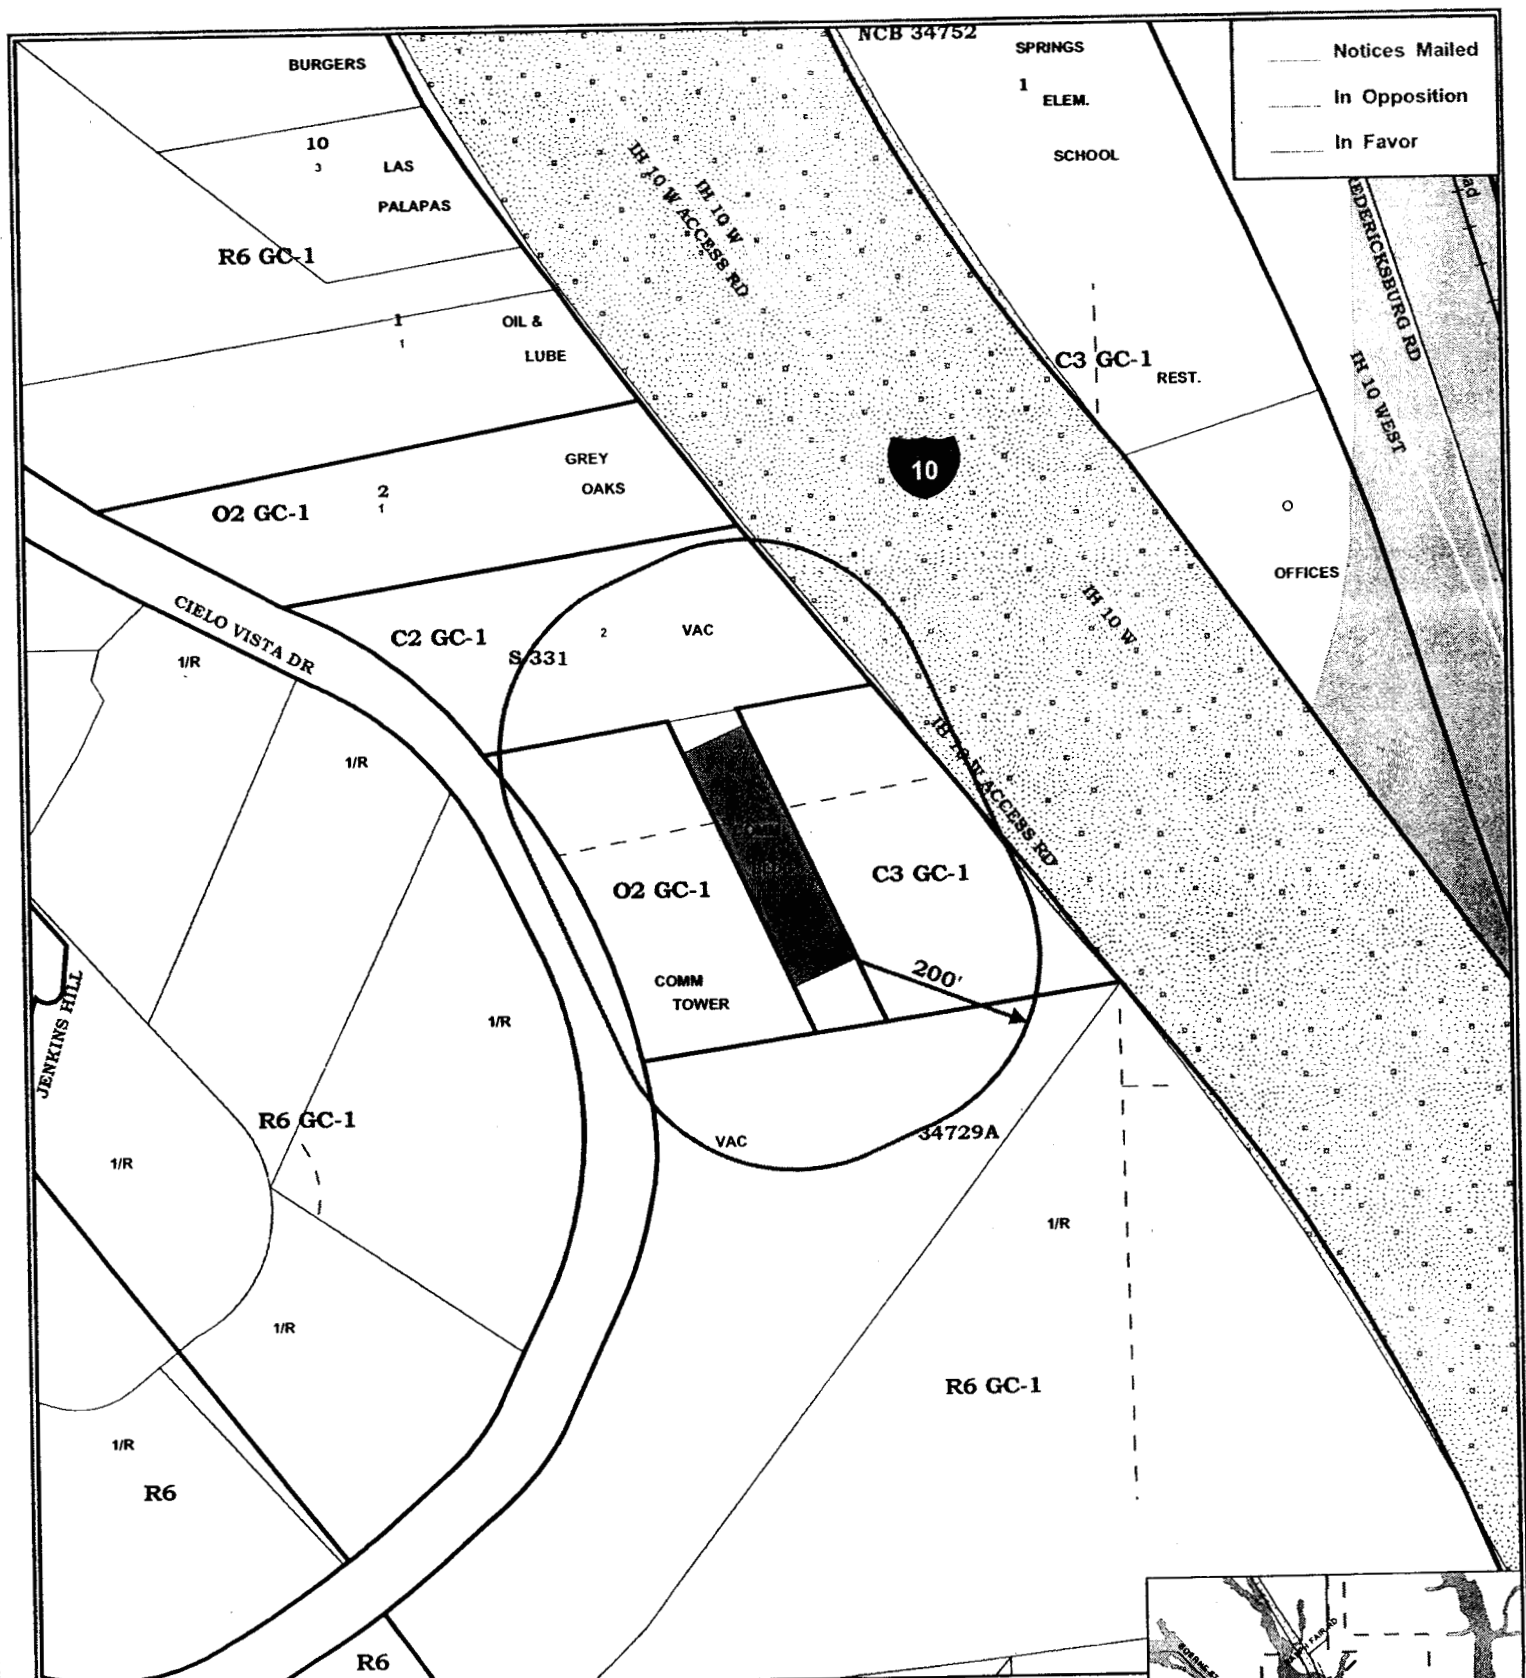 NCB 34752
BURGERS
SPRINGS
1
ELEM.
SCHOOL
Notices Mailed
In Opposition
In Favor
10
3
LAS
PALAPAS
R6 GC-1
IH 10 W
IH 10 W ACCESS RD
EDERICKSBURG RD
IH 10 WEST
1
1
OIL &
LUBE
C3 GC-1
REST.
GREY
OAKS
2
1
O2 GC-1
10
OFFICES
CIELO VISTA DR
C2 GC-1
S 331
2
VAC
IH 10 W
1/R
1/R
IH 10 W ACCESS RD
O2 GC-1
C3 GC-1
COMM
TOWER
200'
JENKINS HILL
1/R
R6 GC-1
VAC
34729A
1/R
1/R
1/R
R6 GC-1
1/R
R6
R6